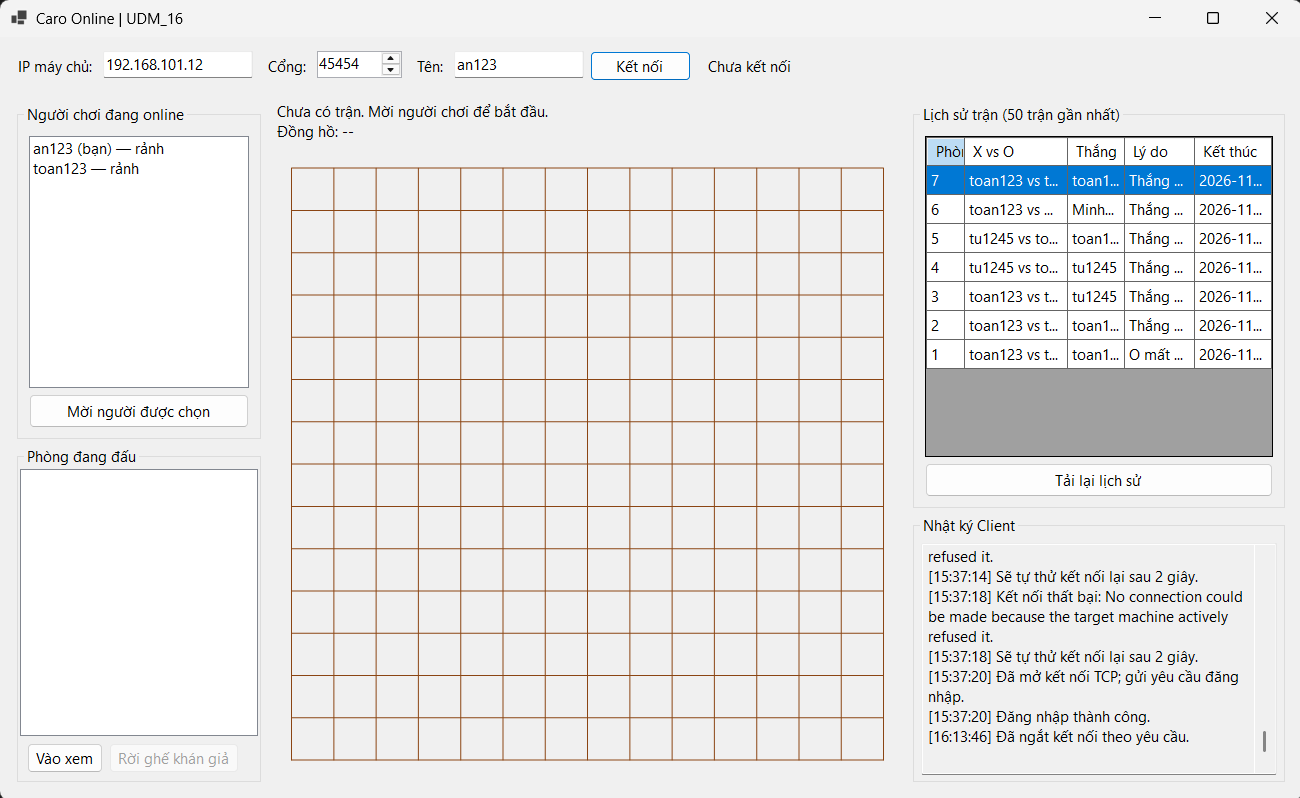 Caro Online | UDM_16
IP máy chủ: 192.168.101.12 Cổng: 45454 Tên: an123 Kết nối Chưa kết nối
Người chơi đang online
an123 (bạn) — rảnh
toan123 — rảnh
Mời người được chọn
Phòng đang đấu
Vào xem Rời ghế khán giả
Chưa có trận. Mời người chơi để bắt đầu.
Đồng hồ: --
Lịch sử trận (50 trận gần nhất)
Phòn X vs O Thắng Lý do Kết thúc
7 toan123 vs t... toan1... Thắng ... 2026-11...
6 toan123 vs ... Minh... Thắng ... 2026-11...
5 tu1245 vs to... toan1... Thắng ... 2026-11...
4 tu1245 vs to... tu1245 Thắng ... 2026-11...
3 toan123 vs t... tu1245 Thắng ... 2026-11...
2 toan123 vs t... toan1... Thắng ... 2026-11...
1 toan123 vs t... toan1... O mất ... 2026-11...
Tải lại lịch sử
Nhật ký Client
refused it.
[15:37:14] Sẽ tự thử kết nối lại sau 2 giây.
[15:37:18] Kết nối thất bại: No connection could
be made because the target machine actively
refused it.
[15:37:18] Sẽ tự thử kết nối lại sau 2 giây.
[15:37:20] Đã mở kết nối TCP; gửi yêu cầu đăng
nhập.
[15:37:20] Đăng nhập thành công.
[16:13:46] Đã ngắt kết nối theo yêu cầu.